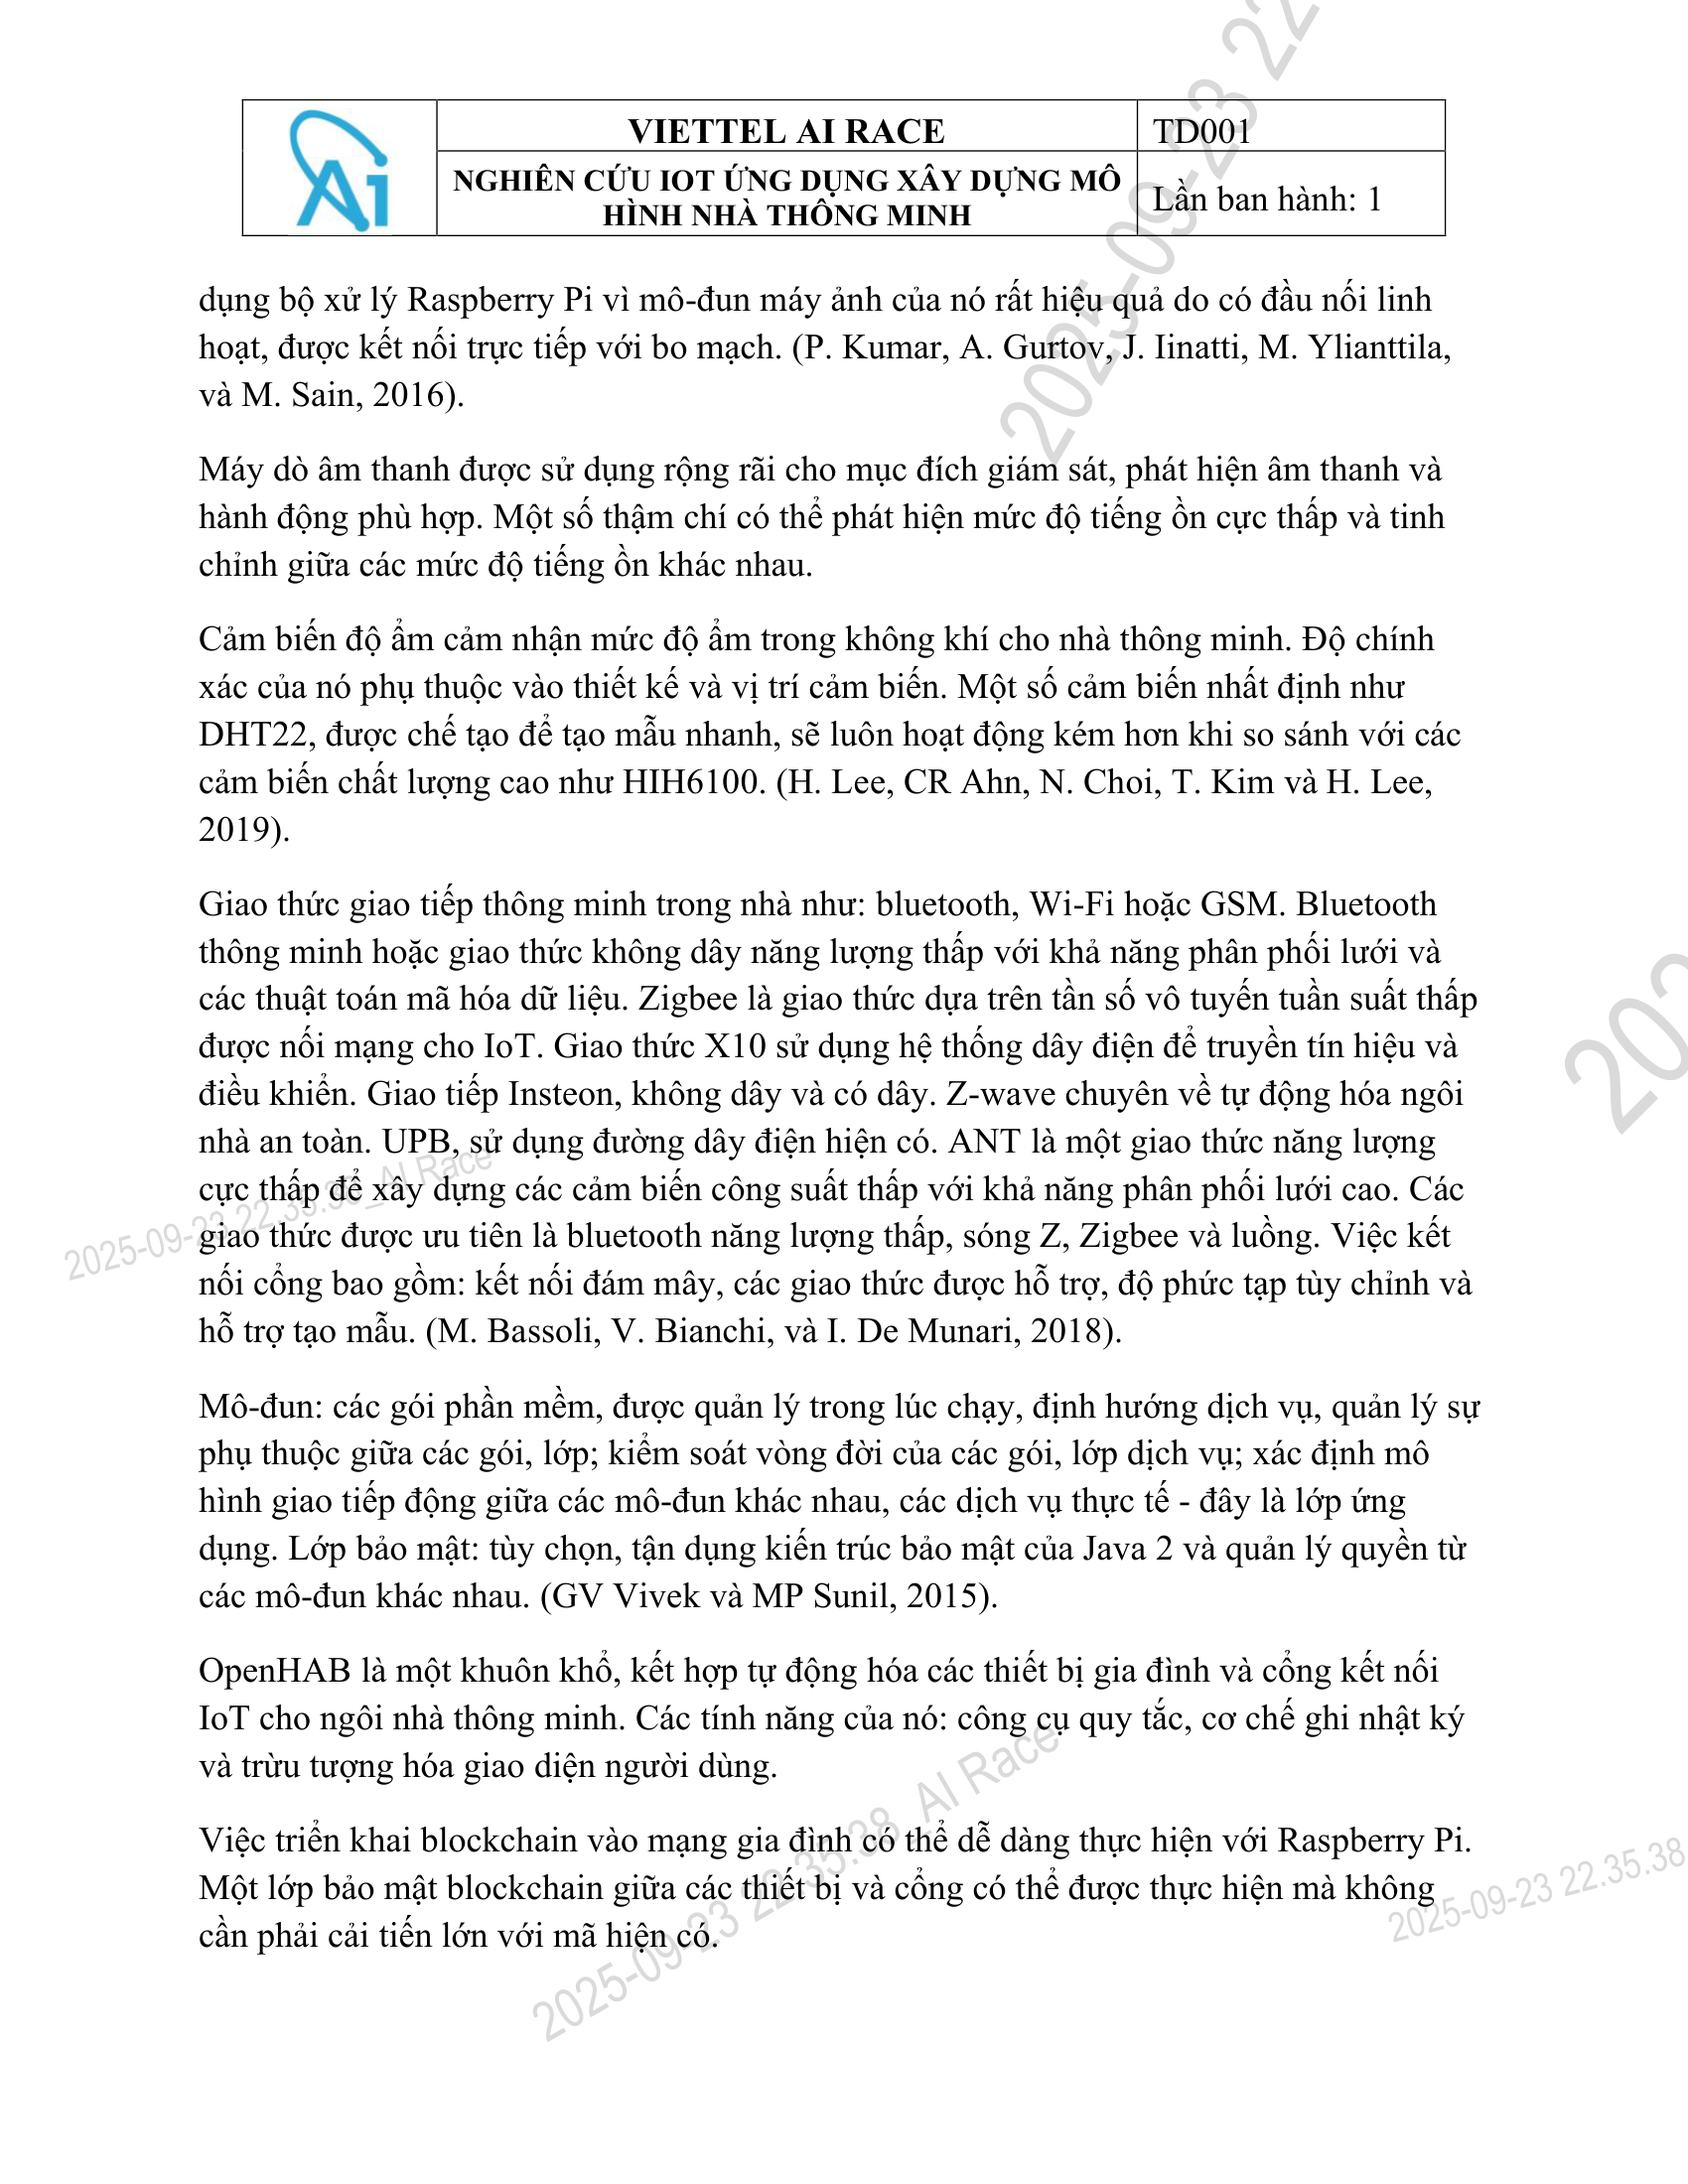 VIETTEL AI RACE
TD001
NGHIÊN CỨU IOT ỨNG DỤNG XÂY DỰNG MÔ
HÌNH NHÀ THÔNG MINH
Lần ban hành: 1
Ai
dụng bộ xử lý Raspberry Pi vì mô-đun máy ảnh của nó rất hiệu quả do có đầu nối linh
hoạt, được kết nối trực tiếp với bo mạch. (P. Kumar, A. Gurtov, J. Iinatti, M. Ylianttila,
và M. Sain, 2016).
Máy dò âm thanh được sử dụng rộng rãi cho mục đích giám sát, phát hiện âm thanh và
hành động phù hợp. Một số thậm chí có thể phát hiện mức độ tiếng ồn cực thấp và tinh
chỉnh giữa các mức độ tiếng ồn khác nhau.
Cảm biến độ ẩm cảm nhận mức độ ẩm trong không khí cho nhà thông minh. Độ chính
xác của nó phụ thuộc vào thiết kế và vị trí cảm biến. Một số cảm biến nhất định như
DHT22, được chế tạo để tạo mẫu nhanh, sẽ luôn hoạt động kém hơn khi so sánh với các
cảm biến chất lượng cao như HIH6100. (H. Lee, CR Ahn, N. Choi, T. Kim và H. Lee,
2019).
Giao thức giao tiếp thông minh trong nhà như: bluetooth, Wi-Fi hoặc GSM. Bluetooth
thông minh hoặc giao thức không dây năng lượng thấp với khả năng phân phối lưới và
các thuật toán mã hóa dữ liệu. Zigbee là giao thức dựa trên tần số vô tuyến tuần suất thấp
được nối mạng cho IoT. Giao thức X10 sử dụng hệ thống dây điện để truyền tín hiệu và
điều khiển. Giao tiếp Insteon, không dây và có dây. Z-wave chuyên về tự động hóa ngôi
nhà an toàn. UPB, sử dụng đường dây điện hiện có. ANT là một giao thức năng lượng
cực thấp để xây dựng các cảm biến công suất thấp với khả năng phân phối lưới cao. Các
giao thức được ưu tiên là bluetooth năng lượng thấp, sóng Z, Zigbee và luồng. Việc kết
nối cổng bao gồm: kết nối đám mây, các giao thức được hỗ trợ, độ phức tạp tùy chỉnh và
hỗ trợ tạo mẫu. (M. Bassoli, V. Bianchi, và I. De Munari, 2018).
Mô-đun: các gói phần mềm, được quản lý trong lúc chạy, định hướng dịch vụ, quản lý sự
phụ thuộc giữa các gói, lớp; kiểm soát vòng đời của các gói, lớp dịch vụ; xác định mô
hình giao tiếp động giữa các mô-đun khác nhau, các dịch vụ thực tế - đây là lớp ứng
dụng. Lớp bảo mật: tùy chọn, tận dụng kiến trúc bảo mật của Java 2 và quản lý quyền từ
các mô-đun khác nhau. (GV Vivek và MP Sunil, 2015).
OpenHAB là một khuôn khổ, kết hợp tự động hóa các thiết bị gia đình và cổng kết nối
IoT cho ngôi nhà thông minh. Các tính năng của nó: công cụ quy tắc, cơ chế ghi nhật ký
và trừu tượng hóa giao diện người dùng.
Việc triển khai blockchain vào mạng gia đình có thể dễ dàng thực hiện với Raspberry Pi.
Một lớp bảo mật blockchain giữa các thiết bị và cổng có thể được thực hiện mà không
cần phải cải tiến lớn với mã hiện có.
2025-09-23 22
202
2025-09-23 22.35.38_AI Race
2025-09-23 22.35.38_AI Race
2025-09-23 22.35.38